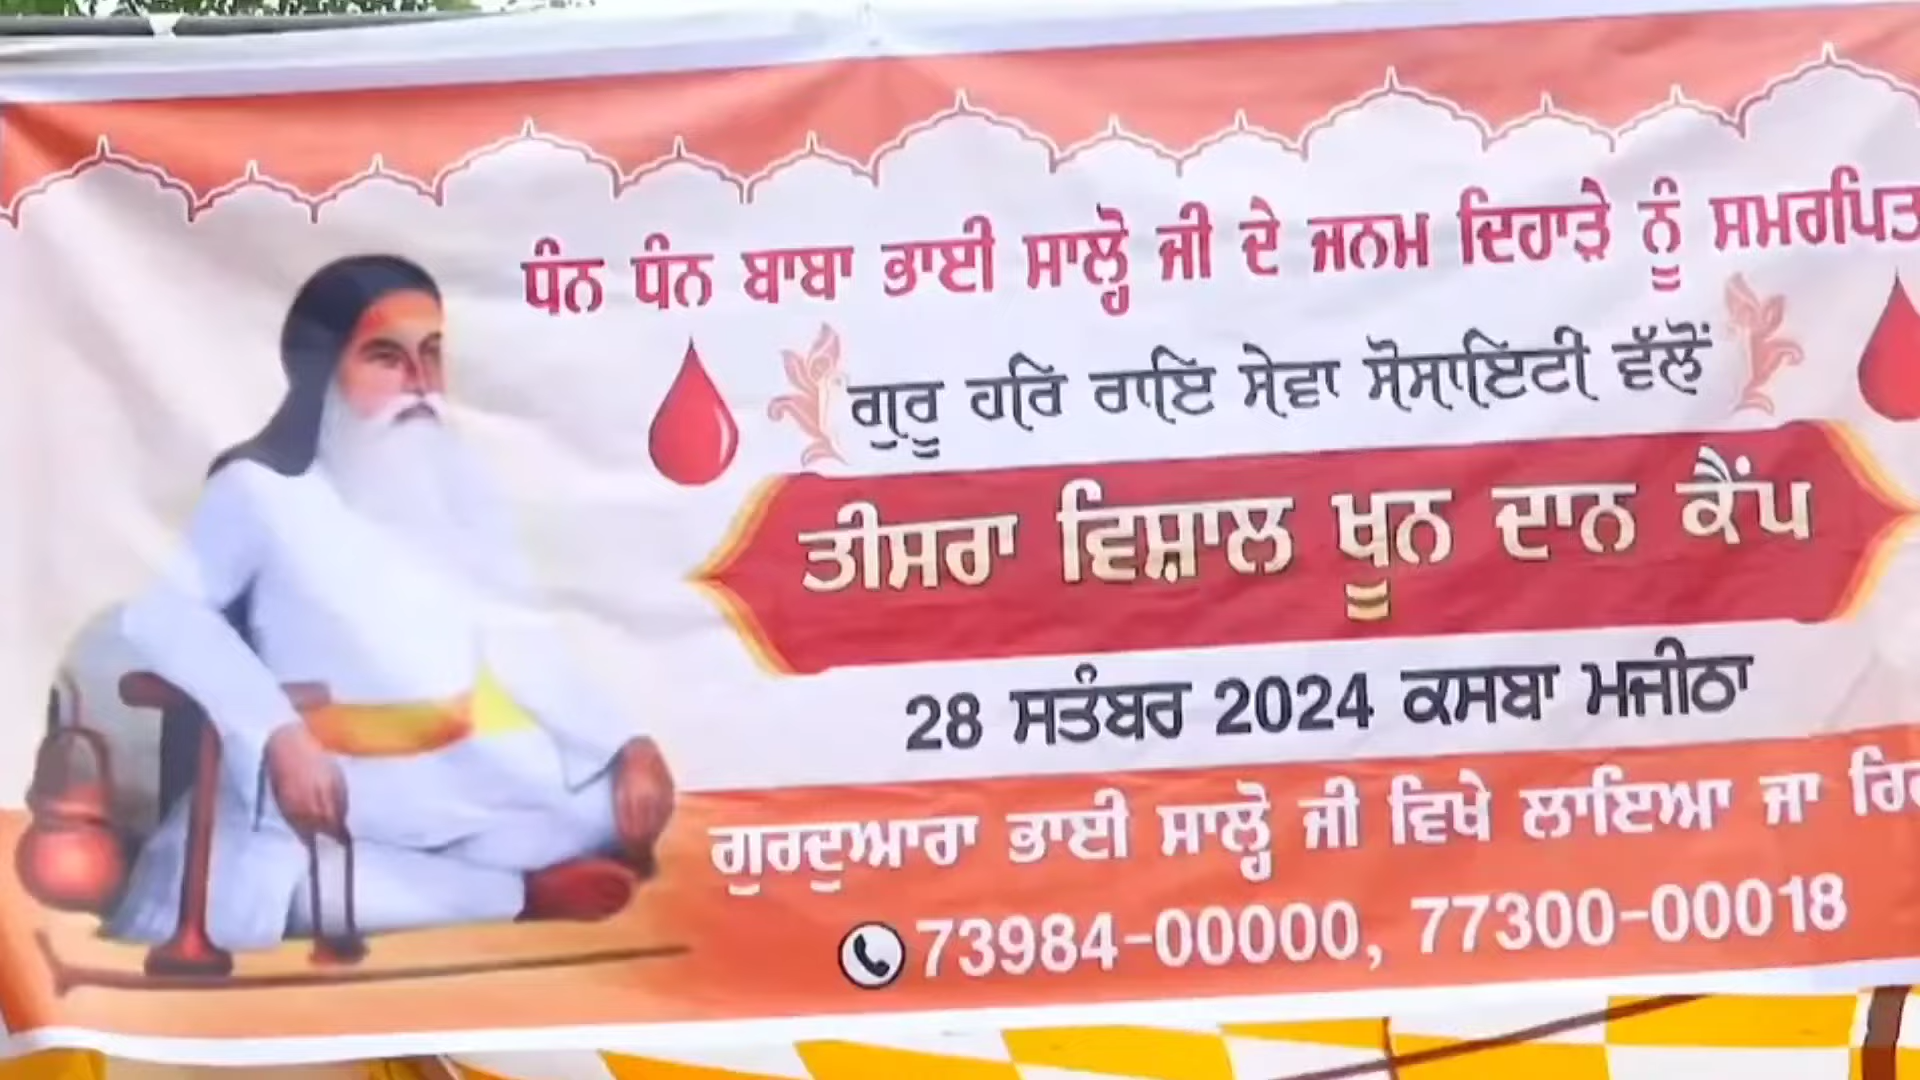 ਧੰਨ ਧੰਨ ਬਾਬਾ ਭਾਈ ਸਾਲ੍ਹੋ ਜੀ ਦੇ ਜਨਮ ਦਿਹਾੜੇ ਨੂੰ ਸਮਰਪਿਤ
ਗੁਰੂ ਹਰਿ ਰਾਇ ਸੇਵਾ ਸੋਸਾਇਟੀ ਵੱਲੋਂ
ਤੀਸਰਾ ਵਿਸ਼ਾਲ ਖੂਨ ਦਾਨ ਕੈਂਪ
28 ਸਤੰਬਰ 2024 ਕਸਬਾ ਮਜੀਠਾ
ਗੁਰਦੁਆਰਾ ਭਾਈ ਸਾਲ੍ਹੋ ਜੀ ਵਿਖੇ ਲਾਇਆ ਜਾ
73984-00000, 77300-00018